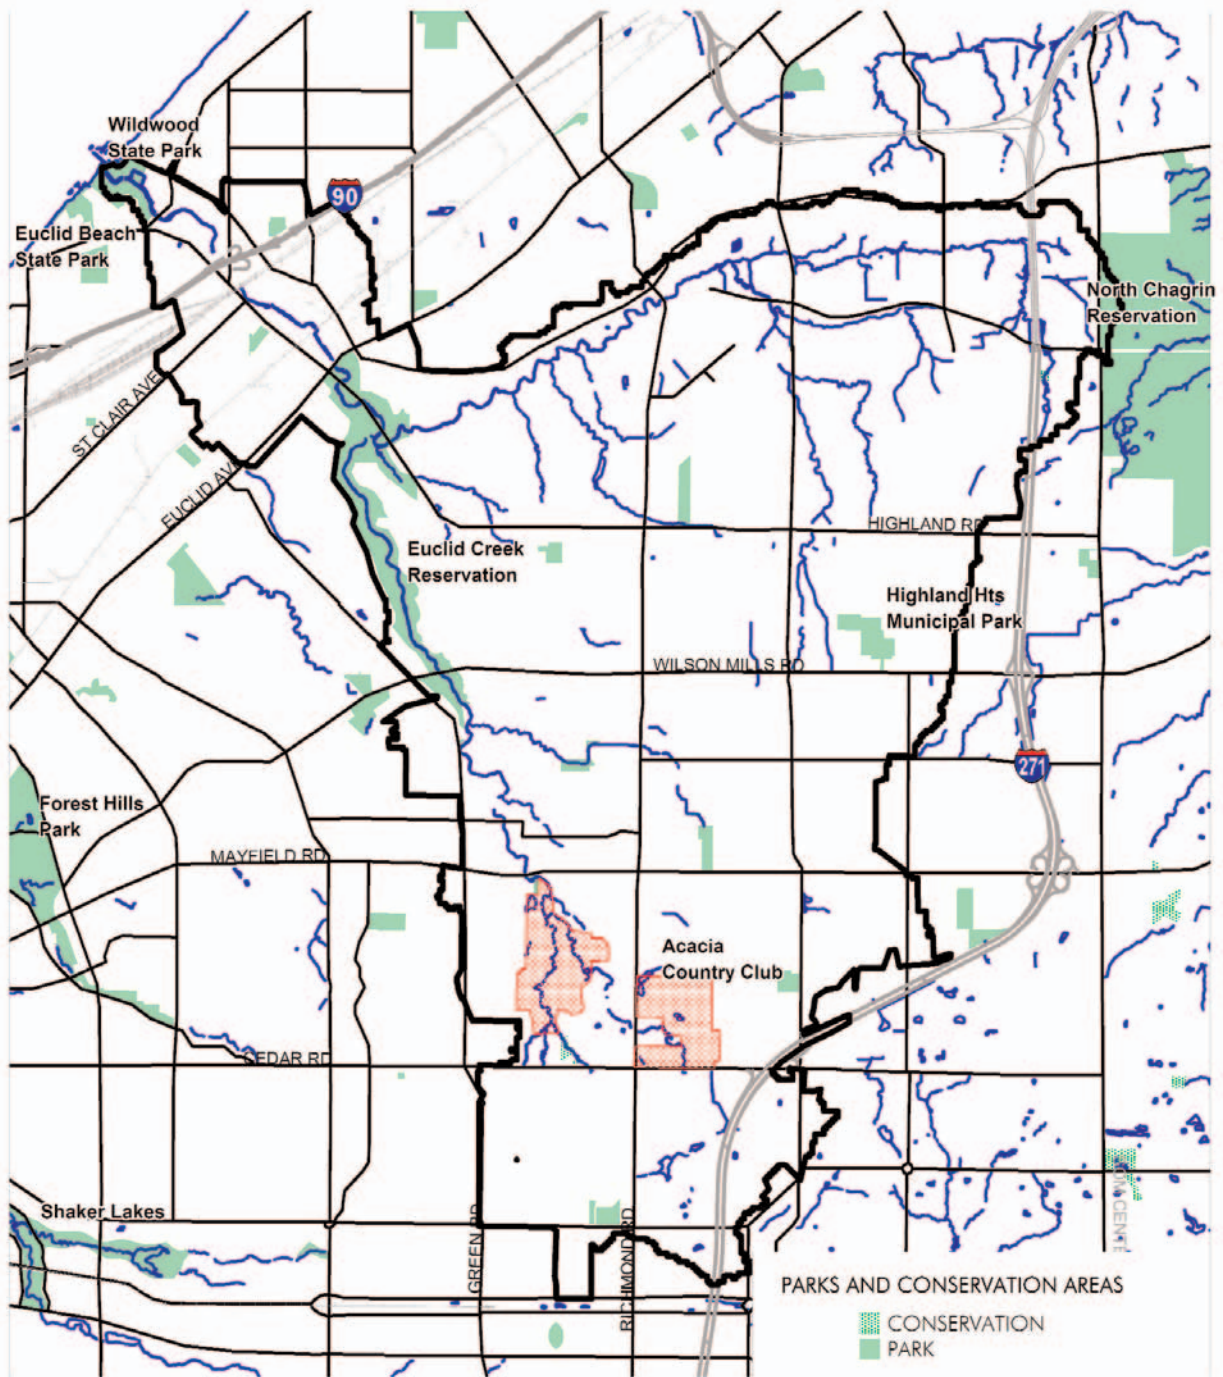 Wildwood
State Park
90
Euclid Beach
State Park
North Chagrin
Reservation
ST CLAIR AVE
EUCLID AVE
HIGHLAND RD
Euclid Creek
Reservation
Highland Hts
Municipal Park
WILSON MILLS RD
271
Forest Hills
Park
MAYFIELD RD
Acacia
Country Club
CEDAR RD
Shaker Lakes
GREEN RD
RICHMOND RD
PARKS AND CONSERVATION AREAS
CONSERVATION
PARK